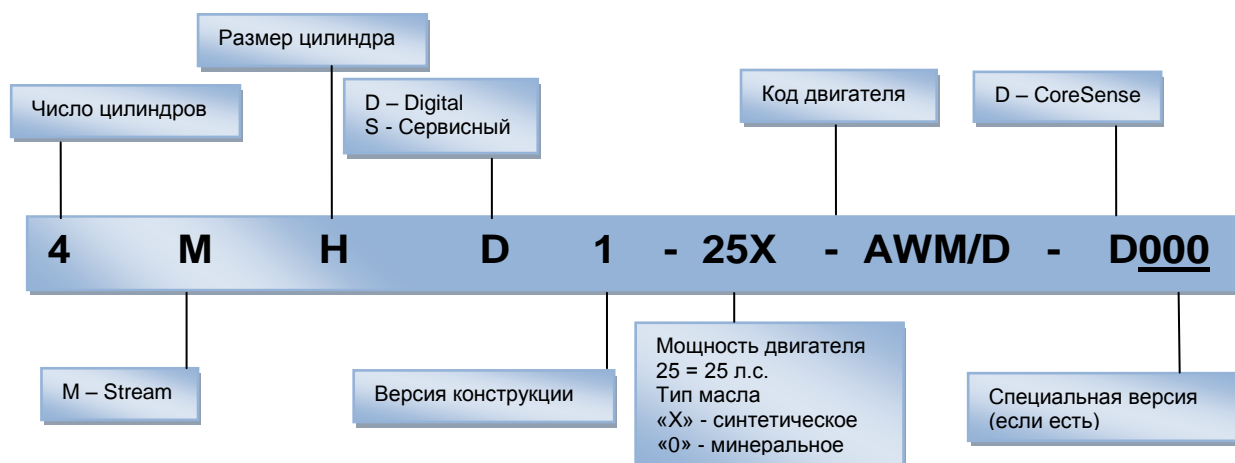 Размер цилиндра
Число цилиндров
D – Digital
S - Сервисный
Код двигателя
D – CoreSense
4 M H D 1 - 25X - AWM/D - D000
M – Stream
Версия конструкции
Мощность двигателя
25 = 25 л.с.
Тип масла
«X» - синтетическое
«0» - минеральное
Специальная версия
(если есть)